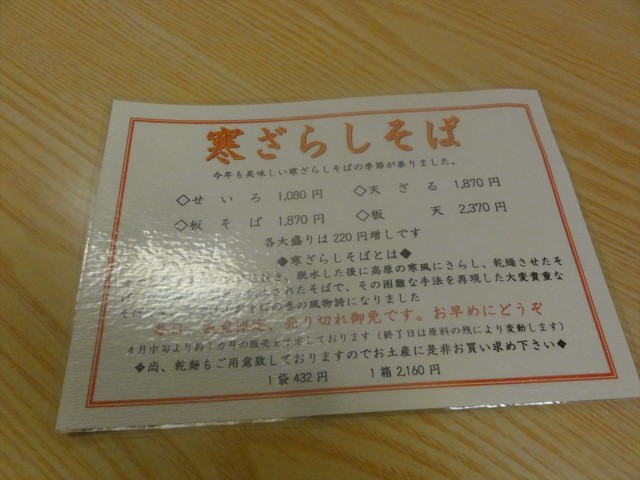 寒ざらしそば
今年も美味しい寒ざらしそばの季節が参りました。
◇せいろ 1,080円 ◇天ざる 1,870円
◇板そば 1,870円 ◇板天 2,370円
各大盛りは220円増しです
◆寒ざらしそばとは◆
脱水した後に高原の寒風にさらし、乾燥させたそ
されたそばで、その困難な手法を再現した大変貴重な
そばの春の風物詩になりました
売り切れ御免です。お早めにどうぞ
4月中旬より約1カ月の販売を予定しております（終了日は原料の残により変動します）
◆尚、乾麺もご用意致しておりますのでお土産に是非お買い求め下さい◆
1袋432円 1箱2,160円